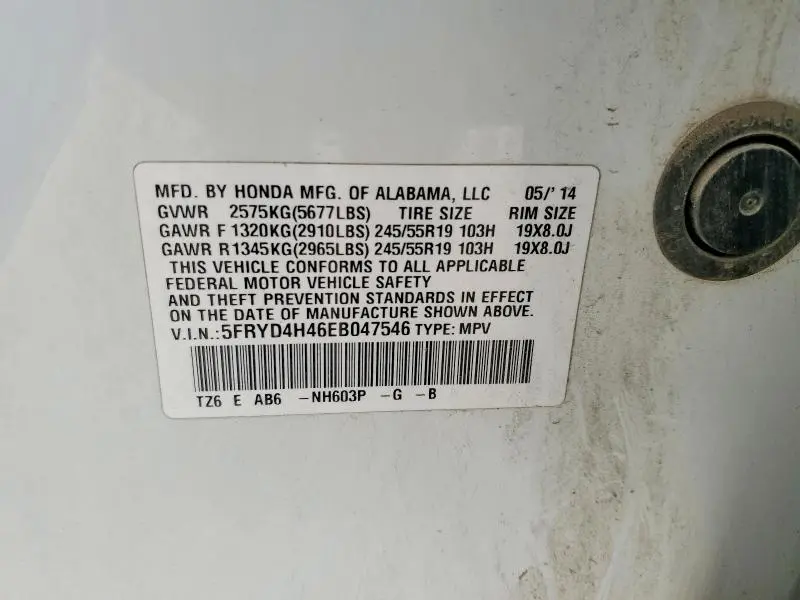 MFD. BY HONDA MFG. OF ALABAMA, LLC 05/' 14
GVWR 2575KG(5677LBS) TIRE SIZE RIM SIZE
GAWR F 1320KG(2910LBS) 245/55R19 103H 19X8.0J
GAWR R1345KG(2965LBS) 245/55R19 103H 19X8.0J
THIS VEHICLE CONFORMS TO ALL APPLICABLE
FEDERAL MOTOR VEHICLE SAFETY
AND THEFT PREVENTION STANDARDS IN EFFECT
ON THE DATE OF MANUFACTURE SHOWN ABOVE.
V.I.N.:5FRYD4H46EB047546 TYPE: MPV
TZ6 E AB6 -NH603P -G -B